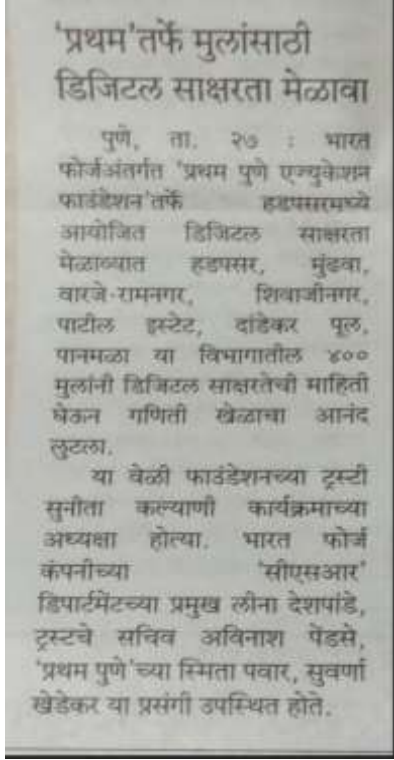 'प्रथम'तर्फे मुलांसाठी
डिजिटल साक्षरता मेळावा
पुणे, ता. २७ : भारत
फोर्जअंतर्गत 'प्रथम पुणे एज्युकेशन
फाउंडेशन'तर्फे हडपसरमध्ये
आयोजित डिजिटल साक्षरता
मेळाव्यात हडपसर, मुंढवा,
वारजे-रामनगर, शिवाजीनगर,
पाटील इस्टेट, दांडेकर पूल,
पानमळा या विभागातील ४००
मुलांनी डिजिटल साक्षरतेची माहिती
घेऊन गणिती खेळाचा आनंद
लुटला.
या वेळी फाउंडेशनच्या ट्रस्टी
सुनीता कल्याणी कार्यक्रमाच्या
अध्यक्षा होत्या. भारत फोर्ज
कंपनीच्या 'सीएसआर'
डिपार्टमेंटच्या प्रमुख लीना देशपांडे,
ट्रस्टचे सचिव अविनाश पेंडसे,
'प्रथम पुणे'च्या स्मिता पवार, सुवर्णा
खेडेकर या प्रसंगी उपस्थित होते.